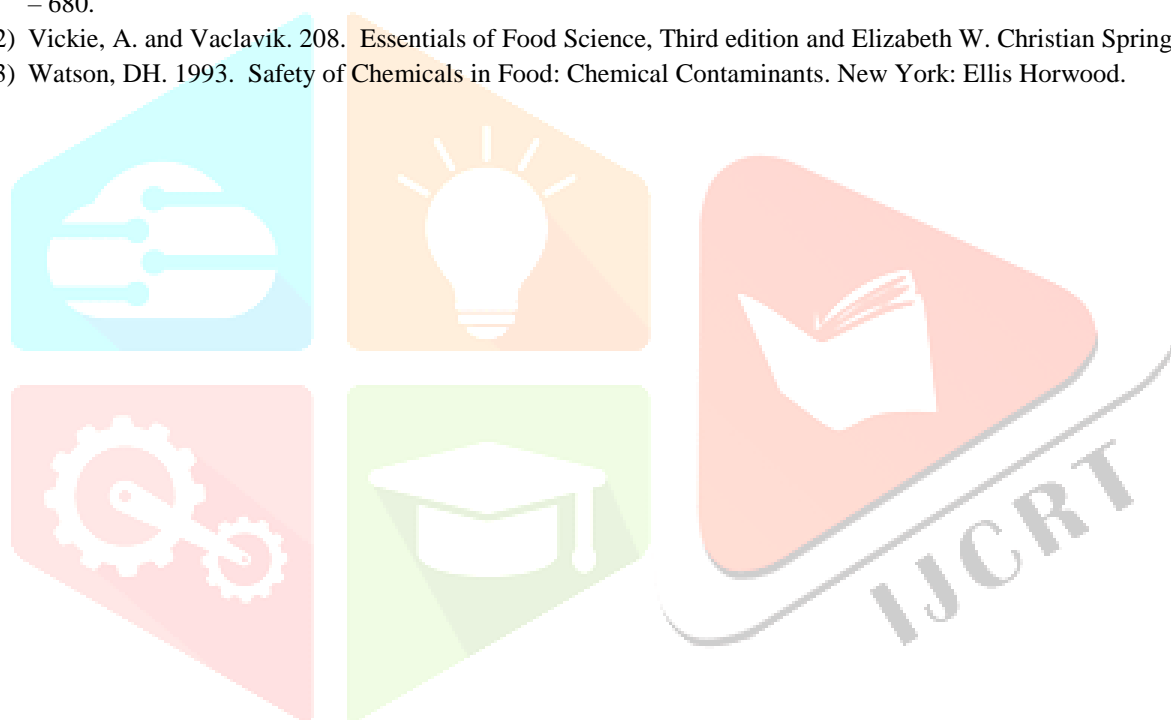 – 680.
2) Vickie, A. and Vaclavik. 208. Essentials of Food Science, Third edition and Elizabeth W. Christian Spring
3) Watson, DH. 1993. Safety of Chemicals in Food: Chemical Contaminants. New York: Ellis Horwood.
IJCRT